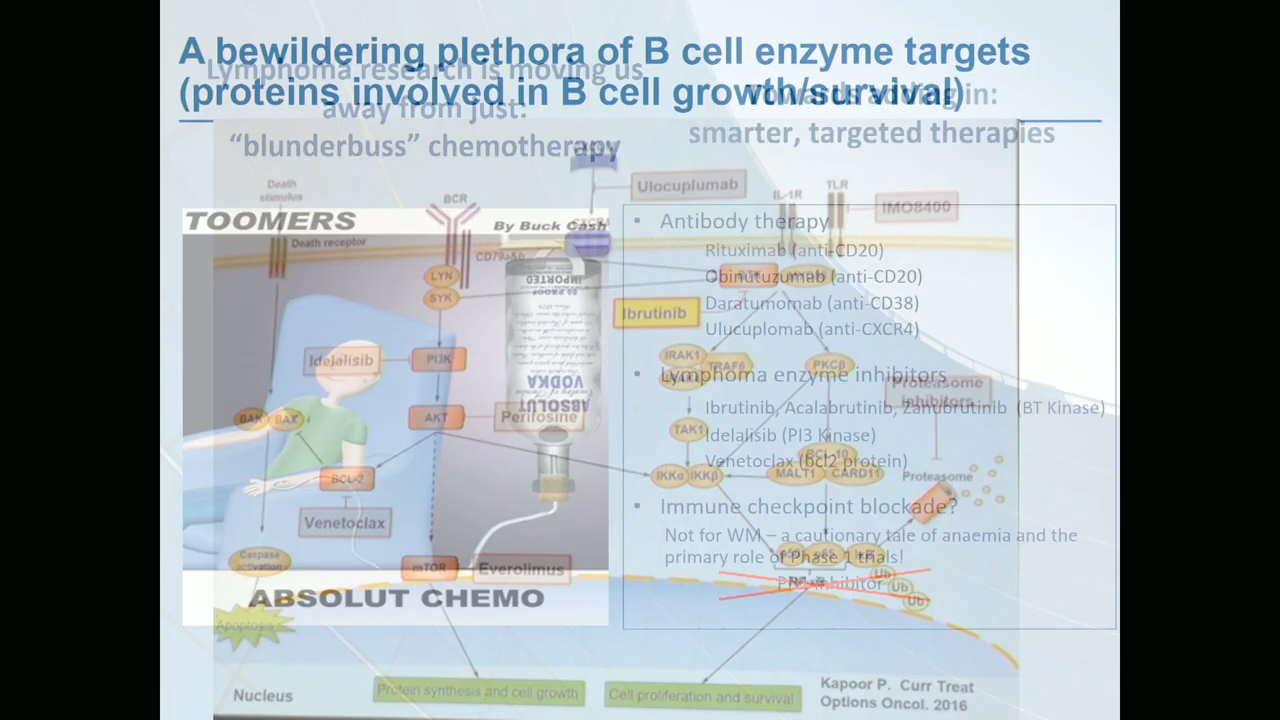 A bewildering plethora of B cell enzyme targets
(proteins involved in B cell growth/survival)
Lymphoma research is moving us
away from just:
“blunderbuss” chemotherapy
in:
smarter, targeted therapies
Death
stimulus
BCR
Ulocuplumab
IL-1R
TLR
IMO8400
TOOMERS
By Buck Cash
Death receptor
CD79a&b
LYN
SYK
IMPORTED
Ibrutinib
• Antibody therapy
Rituximab (anti-CD20)
Obinutuzumab (anti-CD20)
Daratumomab (anti-CD38)
Ulucuplomab (anti-CXCR4)
Idelalisib
PI3K
IRAK1
TRAF6
PKCβ
• Lymphoma enzyme inhibitors
Proteasome
inhibitors
Ibrutinib, Acalabrutinib, Zanubrutinib (BT Kinase)
Idelalisib (PI3 Kinase)
Venetoclax (bcl2 protein)
ABSOLUT
VODKA
BAK
BAX
AKT
Perifosine
TAK1
BCL-10
MALT1
CARD11
IKKα
IKKβ
Proteasome
BCL-2
Venetoclax
• Immune checkpoint blockade?
Not for WM – a cautionary tale of anaemia and the
primary role of Phase 1 trials!
inhibitor
Caspase
activation
mTOR
Everolimus
Ub
Ub
Ub
ABSOLUT CHEMO
Apoptosis
Nucleus
Protein synthesis and cell growth
Cell proliferation and survival
Kapoor P. Curr Treat
Options Oncol. 2016